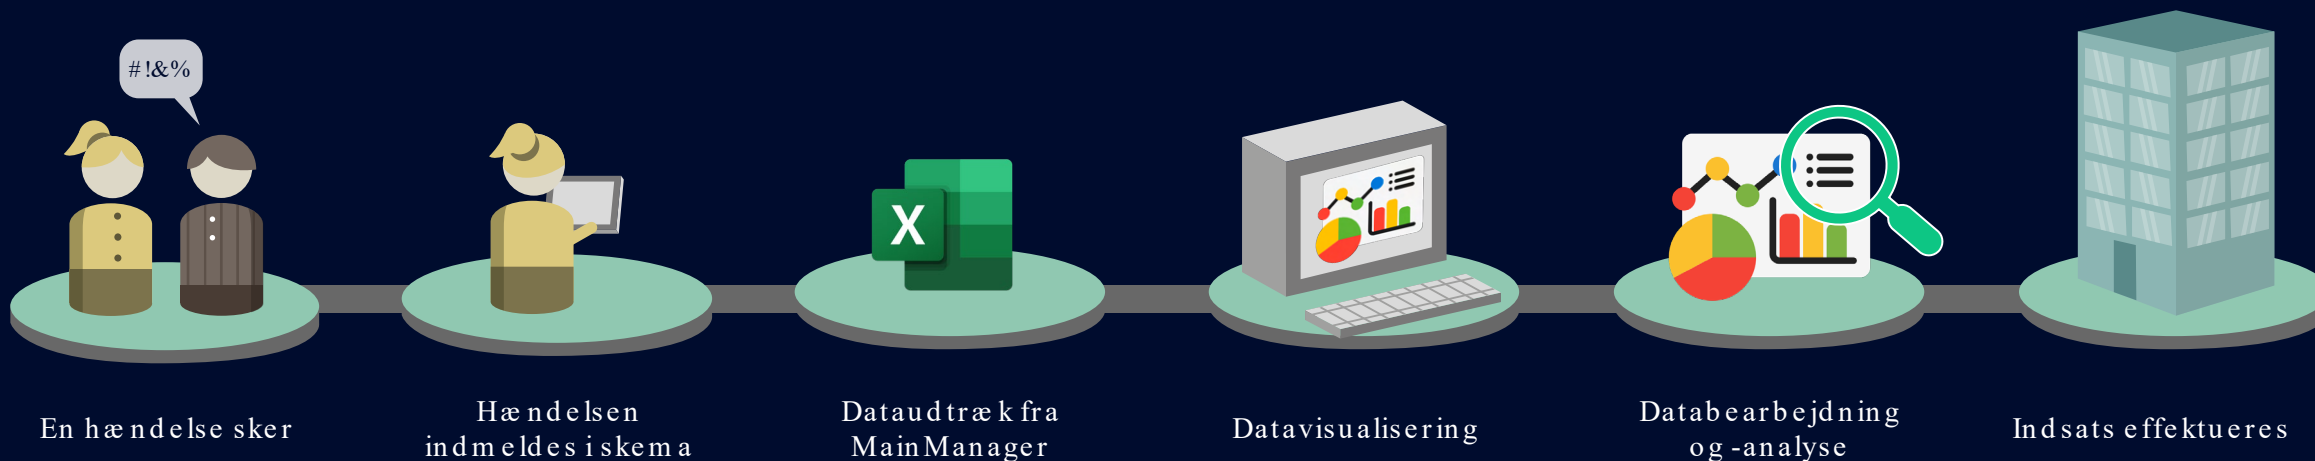 #!&%
X
En hændelse sker
Hændelsen
indmeldes i skema
Dataudtræk fra
MainManager
Datavisualisering
Databearbejdning
og -analyse
Indsats effektueres